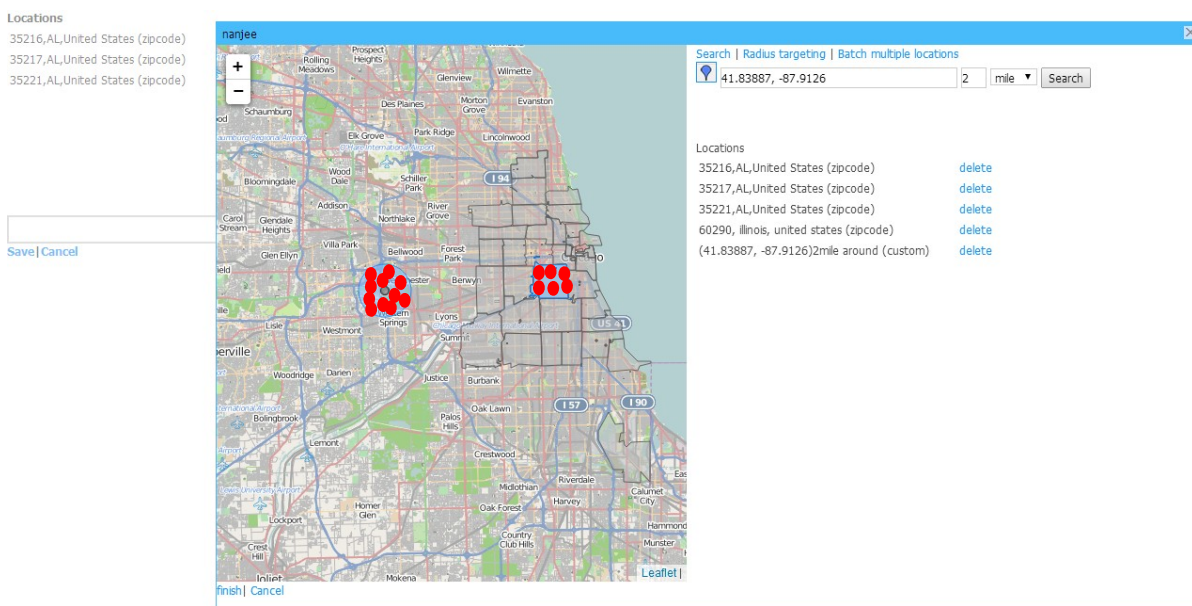 Locations
35216,AL,United States (zipcode)
35217,AL,United States (zipcode)
35221,AL,United States (zipcode)
Save|Cancel
nanjee
+
−
Prospect
Heights
Rolling
Meadows
Wilmette
Glenview
Des Plaines
Morton
Grove
Evanston
Schaumburg
Elk Grove
Park Ridge
Lincolnwood
Wood
Dale
Schiller
Park
Bloomingdale
I 94
Addison
River
Grove
Northlake
Carol
Stream
Glendale
Heights
Villa Park
Bellwood
Forest
Park
Glen Ellyn
Berwyn
Springs
Lyons
Lisle
Westmont
Summit
US 41
Woodridge
Darien
Justice
Burbank
Bolingbrook
Oak Lawn
I 57
I 90
Palos
Hills
Lemont
Crestwood
Midlothian
Riverdale
Calumet
City
Homer
Glen
Oak Forest
Harvey
Lockport
Hammond
Country
Club Hills
Munster
Crest
Hill
Joliet
Mokena
Leaflet |
finish| Cancel
Search | Radius targeting | Batch multiple locations
41.83887, -87.9126
2
mile
Search
Locations
35216,AL,United States (zipcode) delete
35217,AL,United States (zipcode) delete
35221,AL,United States (zipcode) delete
60290, illinois, united states (zipcode) delete
(41.83887, -87.9126)2mile around (custom) delete